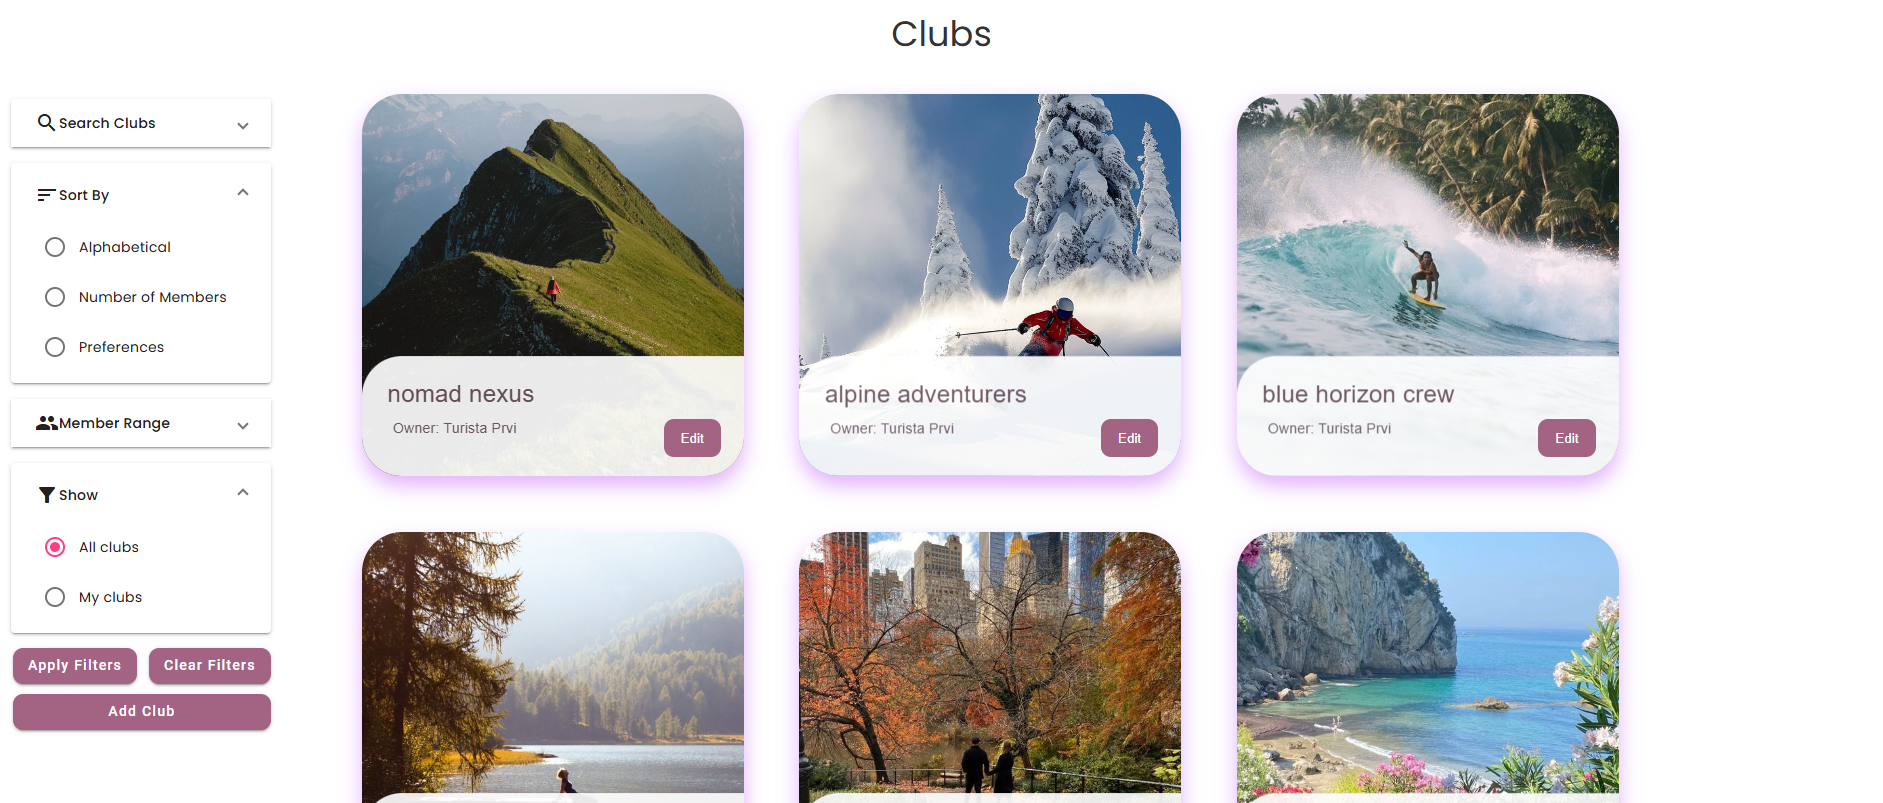 Clubs
Search Clubs
Sort By
Alphabetical
Number of Members
Preferences
Member Range
Show
All clubs
My clubs
Apply Filters
Clear Filters
Add Club
nomad nexus
Owner: Turista Prvi
Edit
alpine adventurers
Owner: Turista Prvi
Edit
blue horizon crew
Owner: Turista Prvi
Edit